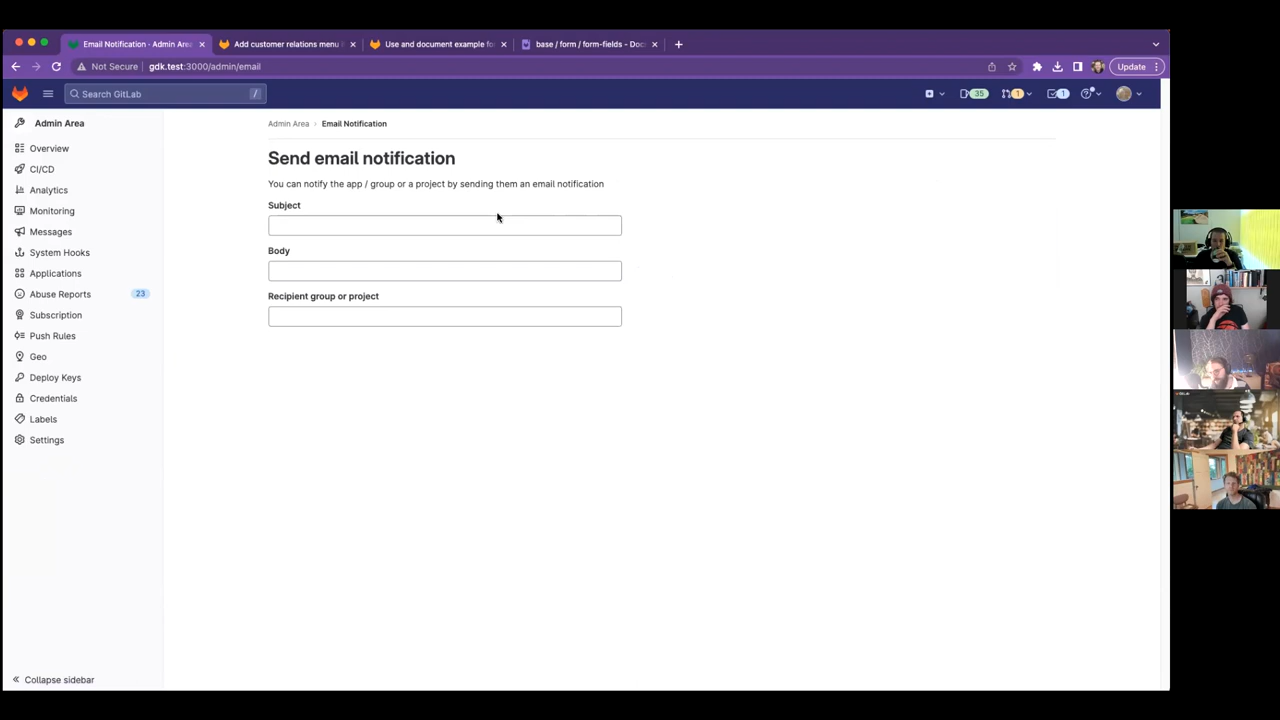 Email Notification · Admin Area
Add customer relations menu i
Use and document example for
base / form / form-fields - Doc
Not Secure
gdk.test:3000/admin/email
Update
Search GitLab
/
35
1
1
Admin Area
Overview
CI/CD
Analytics
Monitoring
Messages
System Hooks
Applications
Abuse Reports
23
Subscription
Push Rules
Geo
Deploy Keys
Credentials
Labels
Settings
Collapse sidebar
Admin Area › Email Notification
Send email notification
You can notify the app / group or a project by sending them an email notification
Subject
Body
Recipient group or project